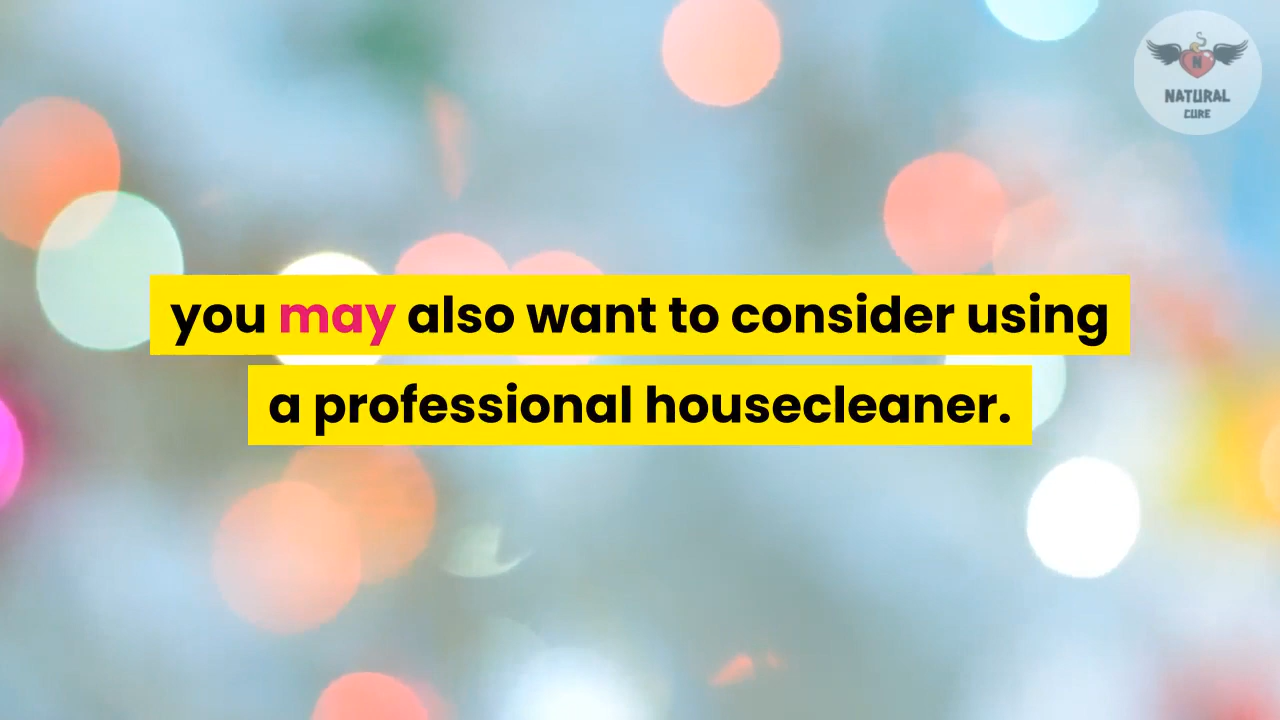 N
NATURAL
CURE
you may also want to consider using
a professional housecleaner.